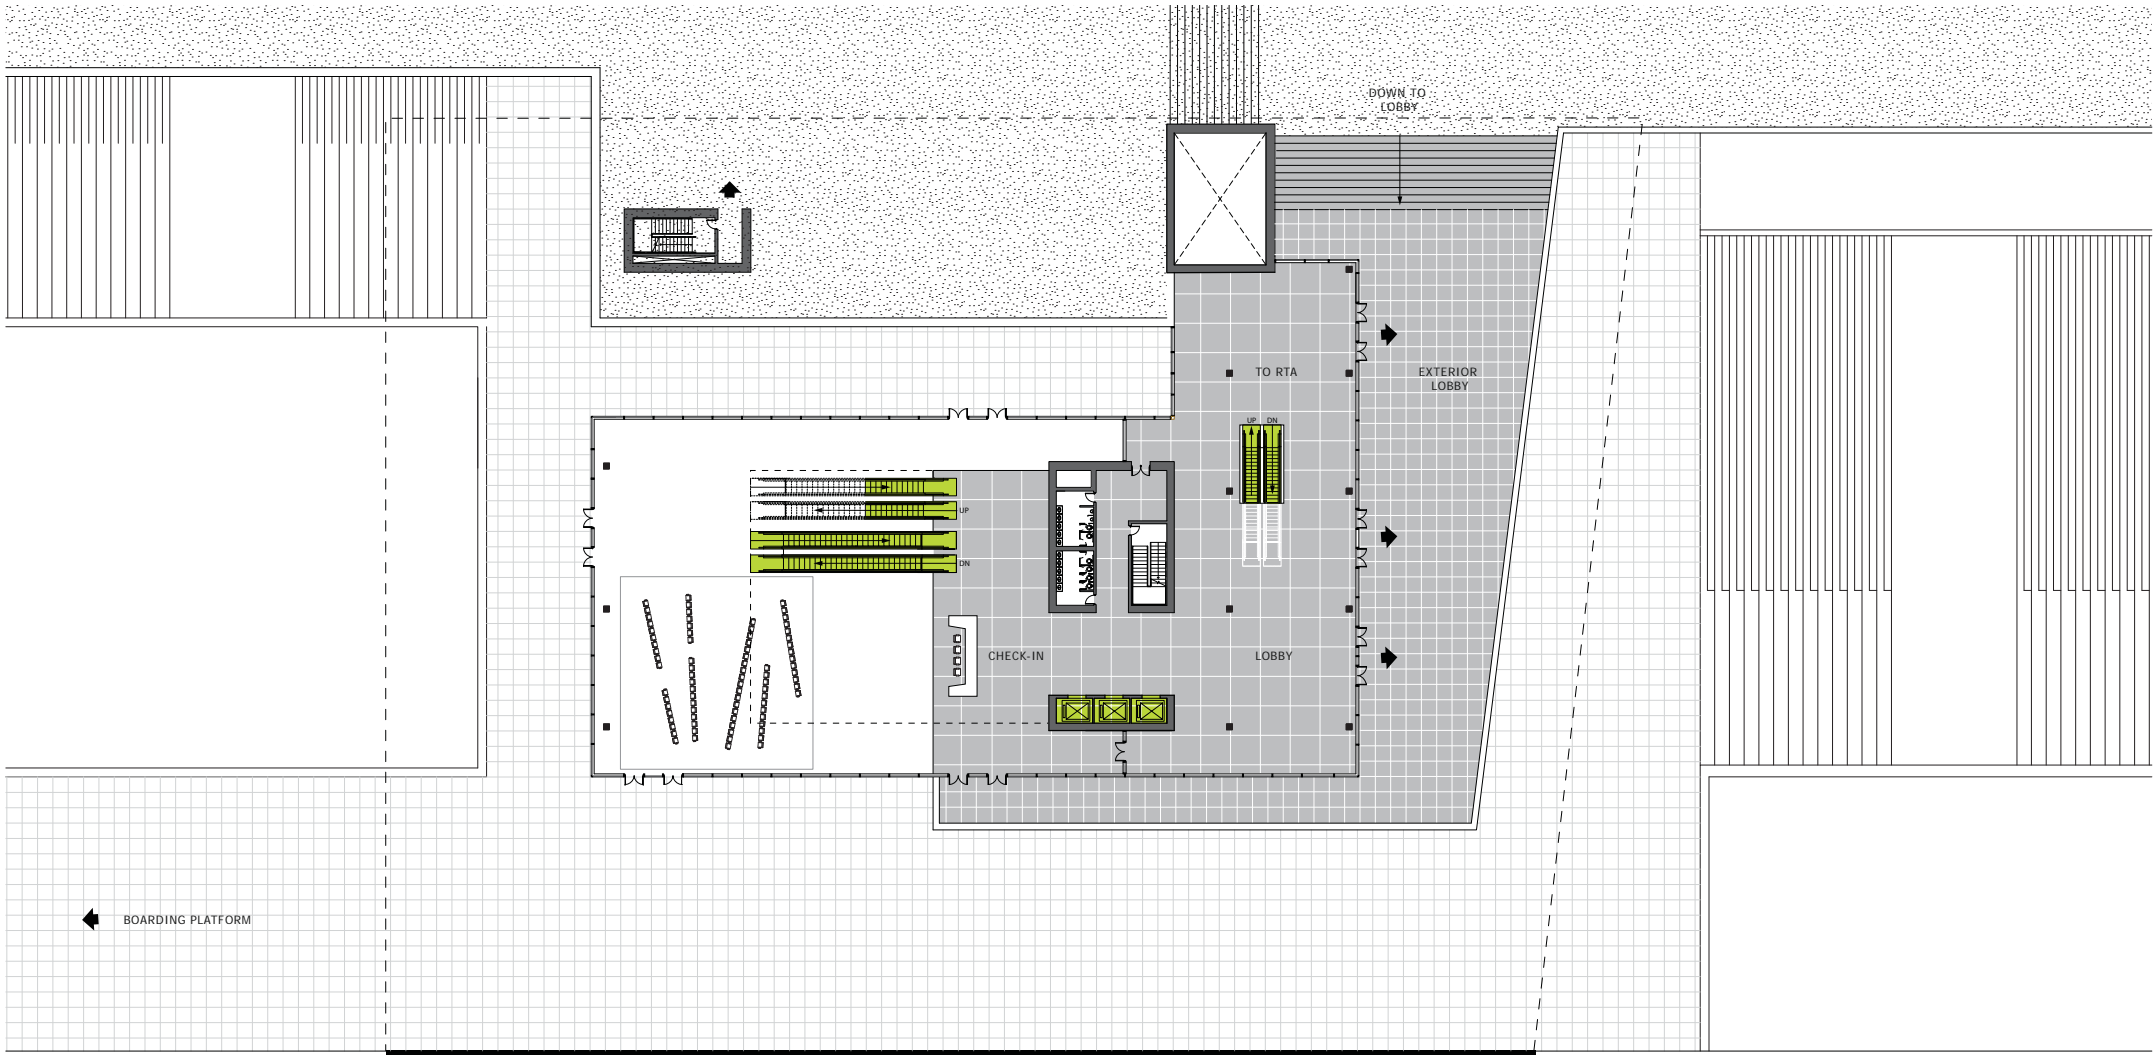 DOWN TO
LOBBY
TO RTA
EXTERIOR
LOBBY
UP
DN
UP
DN
CHECK-IN
LOBBY
BOARDING PLATFORM